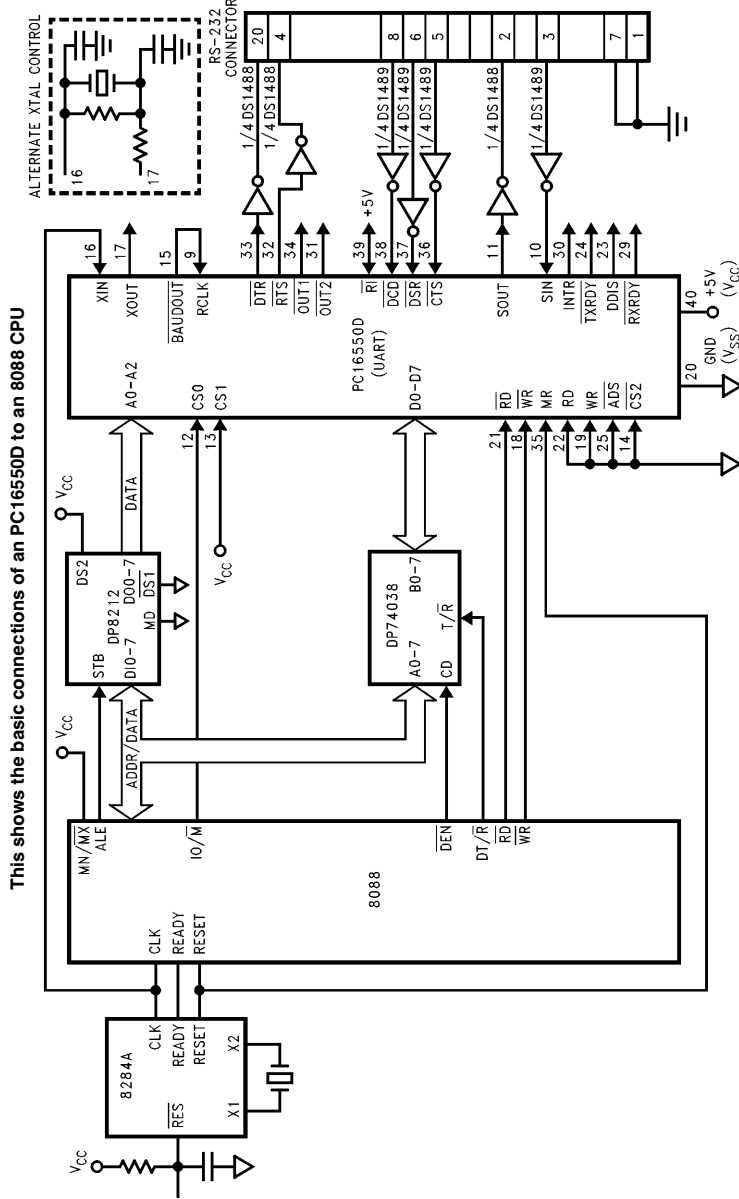 This shows the basic connections of an PC16550D to an 8088 CPU
ALTERNATE XTAL CONTROL
16
17
RS-232
CONNECTOR
20
4
8
6
5
2
3
7
1
1/4 DS1488
1/4 DS1488
1/4 DS1489
1/4 DS1489
1/4 DS1489
1/4 DS1488
1/4 DS1489
16
17
15
9
33
32
34
31
39
+5V
38
37
36
11
10
30
24
23
29
XIN
XOUT
BAUDOUT
RCLK
DTR
RTS
OUT1
OUT2
RI
DCD
DSR
CTS
SOUT
SIN
INTR
TXRDY
DDIS
RXRDY
PC16550D
(UART)
A0-A2
CS0
CS1
D0-D7
RD
WR
MR
RD
WR
ADS
CS2
12
13
21
18
35
22
19
25
14
20
GND
(VSS)
40
+5V
(VCC)
VCC
DS2
DP8212
DO0-7
DS1
MD
STB
DI0-7
DATA
VCC
DP74038
B0-7
T/R
A0-7
CD
VCC
ADDR/DATA
MN/MX
ALE
IO/M
DEN
DT/R
RD
WR
8088
CLK
READY
RESET
8284A
CLK
READY
RESET
RES
X1
X2
VCC